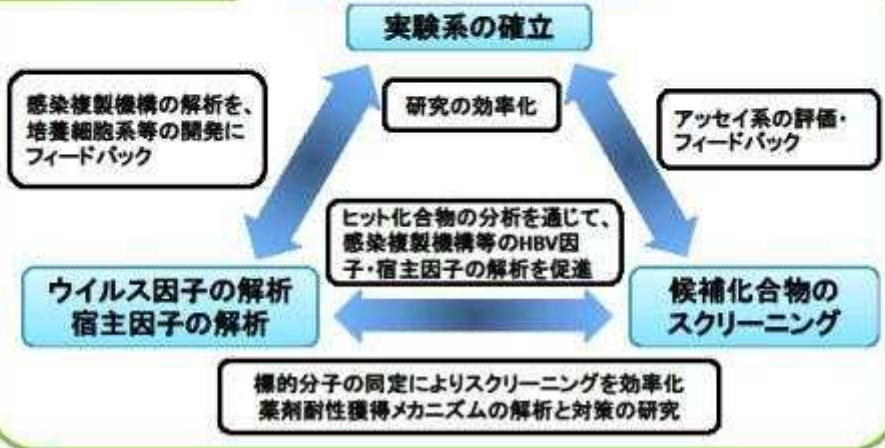 実験系の確立
感染複製機構の解析を、
培養細胞系等の開発に
フィードバック
研究の効率化
アッセイ系の評価・
フィードバック
ヒット化合物の分析を通じて、
感染複製機構等のHBV因
子・宿主因子の解析を促進
ウイルス因子の解析
宿主因子の解析
候補化合物の
スクリーニング
標的分子の同定によりスクリーニングを効率化
薬剤耐性獲得メカニズムの解析と対策の研究